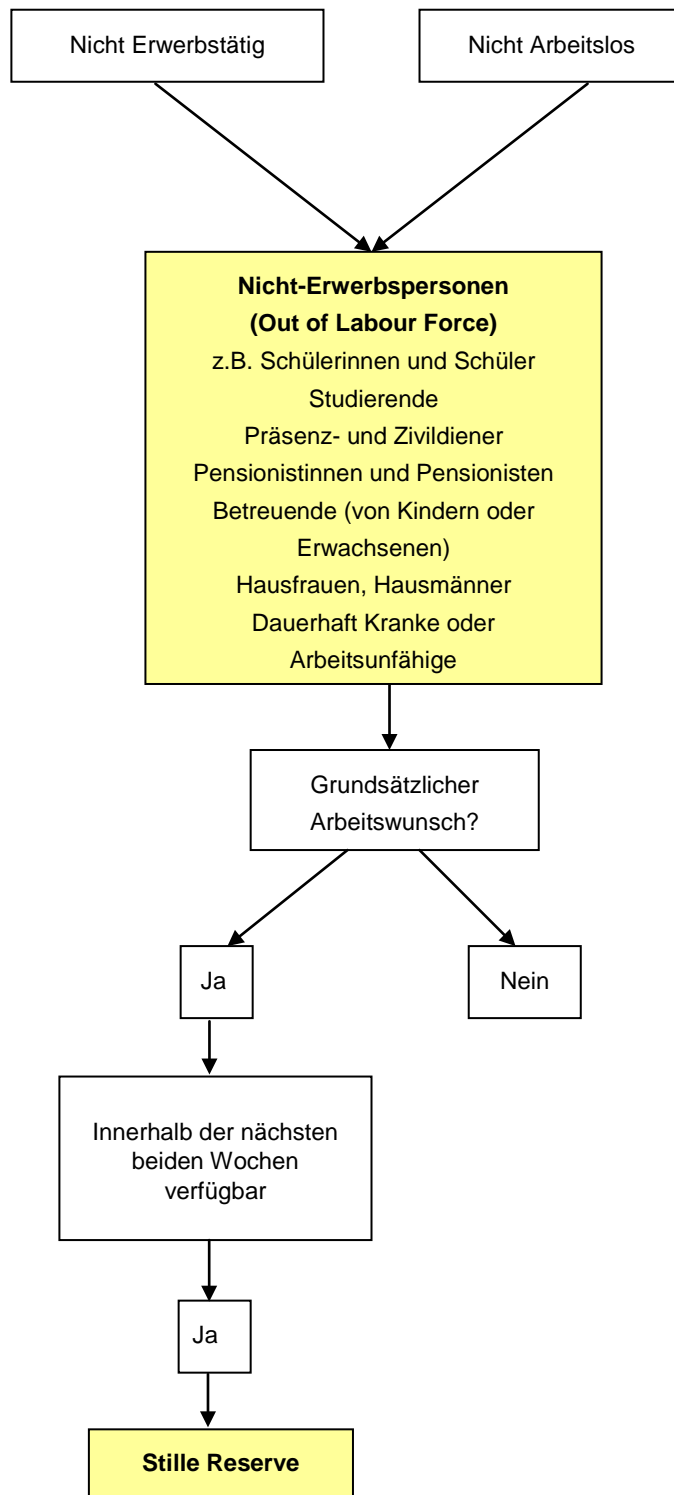 Nicht Erwerbstätig
Nicht Arbeitslos
Nicht-Erwerbspersonen
(Out of Labour Force)
z.B. Schülerinnen und Schüler
Studierende
Präsenz- und Zivildiener
Pensionistinnen und Pensionisten
Betreuende (von Kindern oder
Erwachsenen)
Hausfrauen, Hausmänner
Dauerhaft Kranke oder
Arbeitsunfähige
Grundsätzlicher
Arbeitswunsch?
Ja
Nein
Innerhalb der nächsten
beiden Wochen
verfügbar
Ja
Stille Reserve